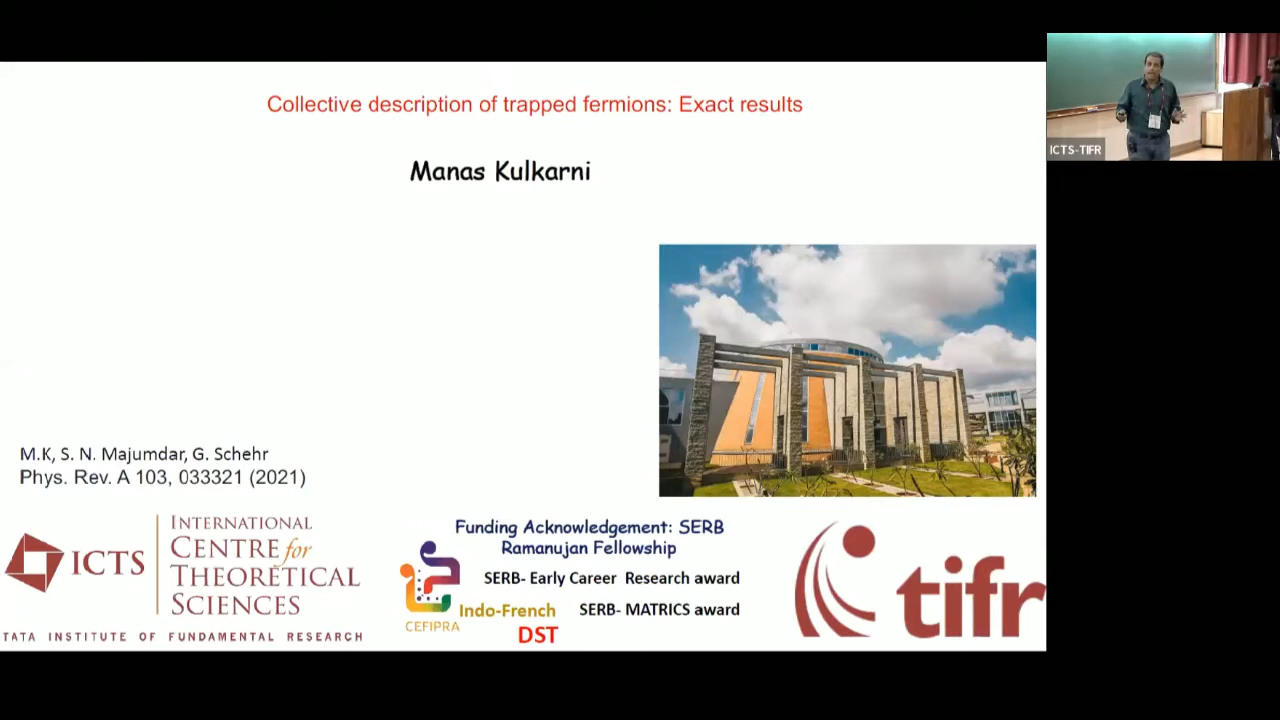 Collective description of trapped fermions: Exact results
Manas Kulkarni
ICTS-TIFR
M.K, S. N. Majumdar, G. Schehr
Phys. Rev. A 103, 033321 (2021)
ICTS
INTERNATIONAL
CENTRE for
THEORETICAL
SCIENCES
TATA INSTITUTE OF FUNDAMENTAL RESEARCH
Funding Acknowledgement: SERB
Ramanujan Fellowship
SERB- Early Career Research award
Indo-French SERB- MATRICS award
CEFIPRA
DST
tifr